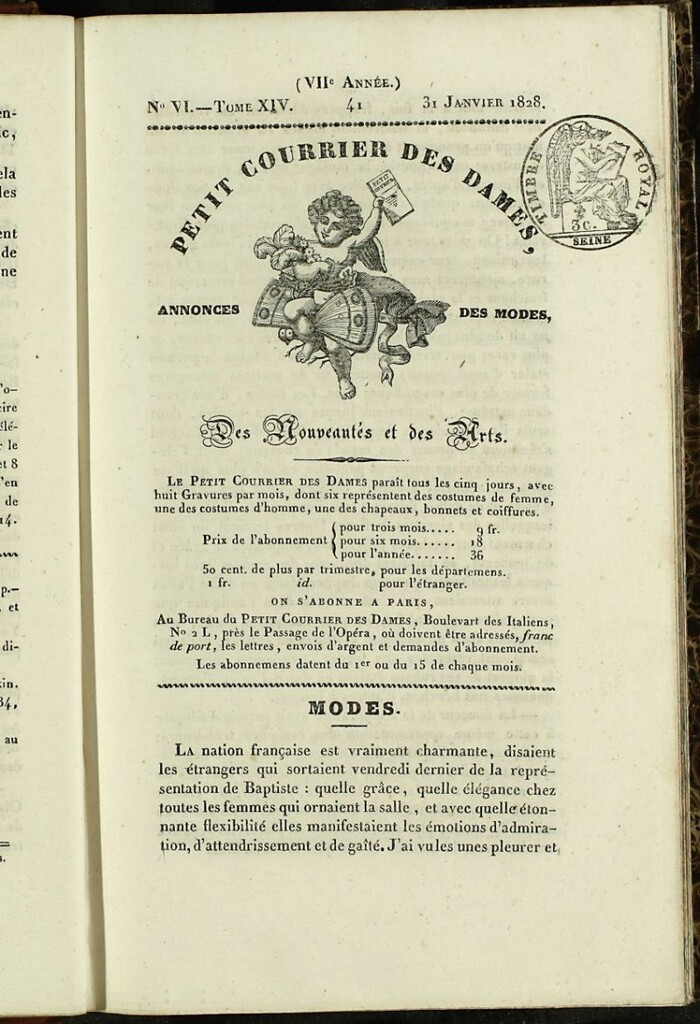 (VIIe ANNÉE.)
No VI.—TOME XIV. 41 31 JANVIER 1828.
PETIT COURRIER DES DAMES,
TIMBRE ROYAL
3c.
SEINE
PETIT
ANNONCES DES MODES,
Des Nouveautés et des Arts.
LE PETIT COURRIER DES DAMES paraît tous les cinq jours, avec
huit Gravures par mois, dont six représentent des costumes de femme,
une des costumes d'homme, une des chapeaux, bonnets et coiffures.
Prix de l'abonnement { pour trois mois..... 9 fr.
pour six mois...... 18
pour l'année....... 36
50 cent. de plus par trimestre, pour les départemens.
1 fr. id. pour l'étranger.
ON S'ABONNE A PARIS,
Au Bureau du PETIT COURRIER DES DAMES, Boulevart des Italiens,
No 2 L, près le Passage de l'Opéra, où doivent être adressés, franc
de port, les lettres, envois d'argent et demandes d'abonnement.
Les abonnemens datent du 1er ou du 15 de chaque mois.
MODES.
LA nation française est vraiment charmante, disaient
les étrangers qui sortaient vendredi dernier de la repré-
sentation de Baptiste : quelle grâce, quelle élégance chez
toutes les femmes qui ornaient la salle, et avec quelle éton-
nante flexibilité elles manifestaient les émotions d'admira-
tion, d'attendrissement et de gaîté. J'ai vu les unes pleurer et